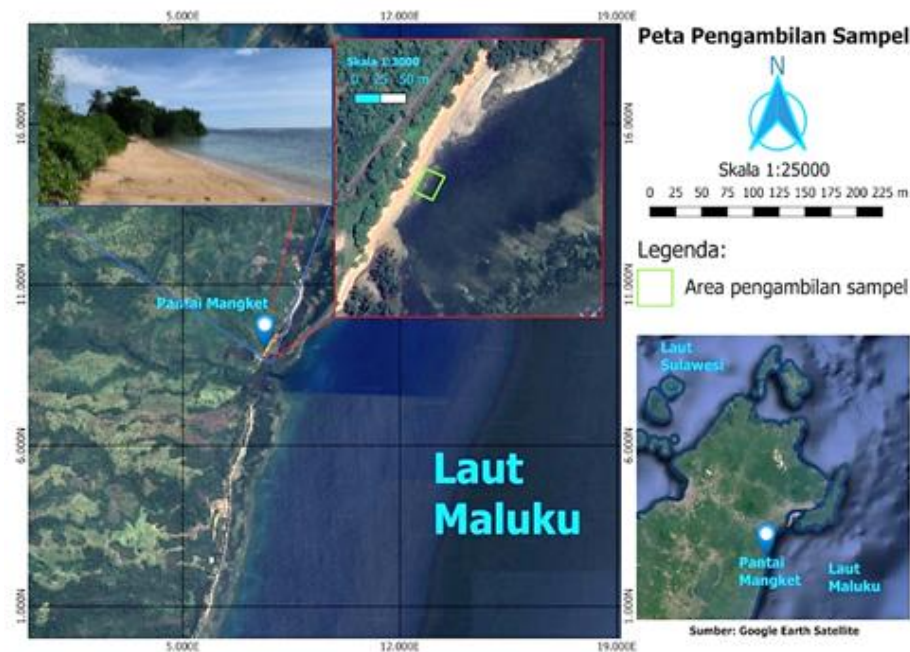 5.000E 12.000E 19.000E
Peta Pengambilan Sampel
N
Skala 1:25000
0 25 50 75 100 125 150 175 200 225 m
Legenda:
Area pengambilan sampel
Skala 1:3000
0 25 50 m
16.000N 16.000N
11.000N 11.000N
Pantai Mangket
6.000N 6.000N
Laut
Maluku
1.000N 1.000N
5.000E 12.000E 19.000E
Laut
Sulawesi
Pantai
Mangket
Laut
Maluku
Sumber: Google Earth Satellite